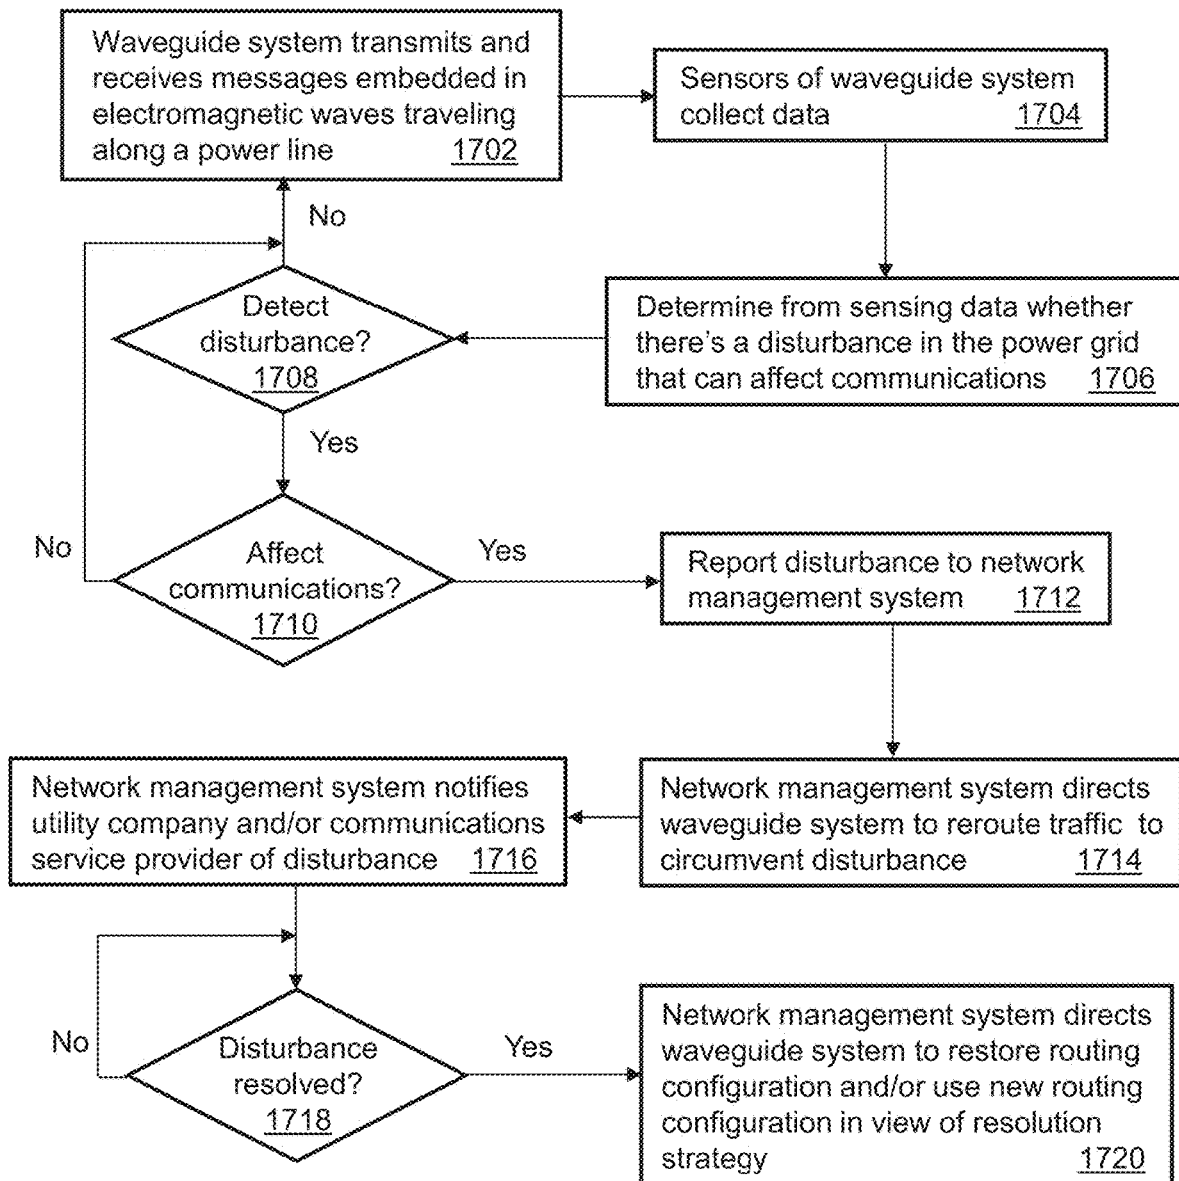 Waveguide system transmits and
receives messages embedded in
electromagnetic waves traveling
along a power line 1702
Sensors of waveguide system
collect data 1704
No
Detect
disturbance?
1708
Determine from sensing data whether
there's a disturbance in the power grid
that can affect communications 1706
Yes
No
Affect
communications?
1710
Yes
Report disturbance to network
management system 1712
Network management system directs
waveguide system to reroute traffic to
circumvent disturbance 1714
Network management system notifies
utility company and/or communications
service provider of disturbance 1716
No
Disturbance
resolved?
1718
Yes
Network management system directs
waveguide system to restore routing
configuration and/or use new routing
configuration in view of resolution
strategy 1720